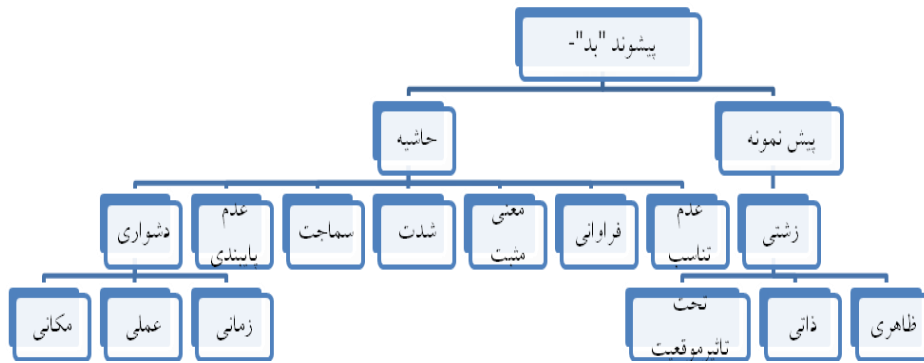 پیشوند "بد"-
پیش نمونه
حاشیه
زشتی
عدم
تناسب
فراوانی
معنی
مثبت
شدت
سماجت
عدم
پایبندی
دشواری
ظاهری
ذاتی
تحت
تاثیرموقعیت
زمانی
عملی
مکانی